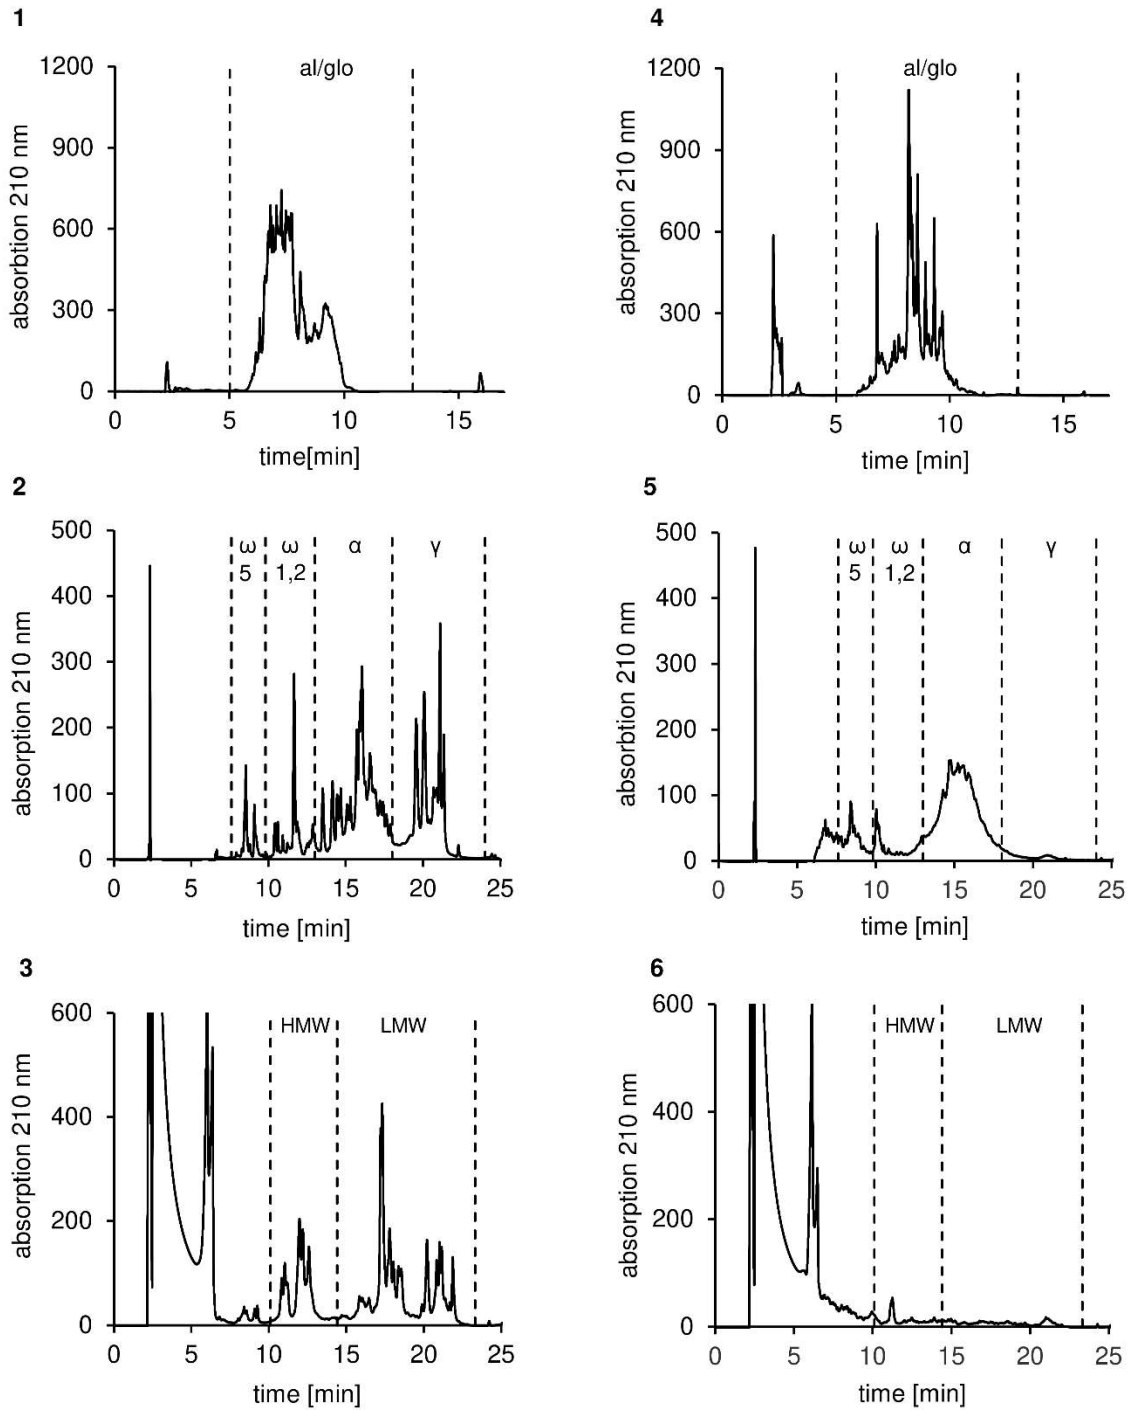 1
al/glo
1200
900
600
300
0
0 5 10 15
absorbtion 210 nm
time[min]
4
al/glo
1200
900
600
300
0
0 5 10 15
absorption 210 nm
time [min]
2
ω ω α γ
5 1,2
500
400
300
200
100
0
0 5 10 15 20 25
absorption 210 nm
time [min]
5
ω ω α γ
5 1,2
500
400
300
200
100
0
0 5 10 15 20 25
absorbtion 210 nm
time [min]
3
HMW LMW
600
400
200
0
0 5 10 15 20 25
absorption 210 nm
time [min]
6
HMW LMW
600
400
200
0
0 5 10 15 20 25
absorption 210 nm
time [min]